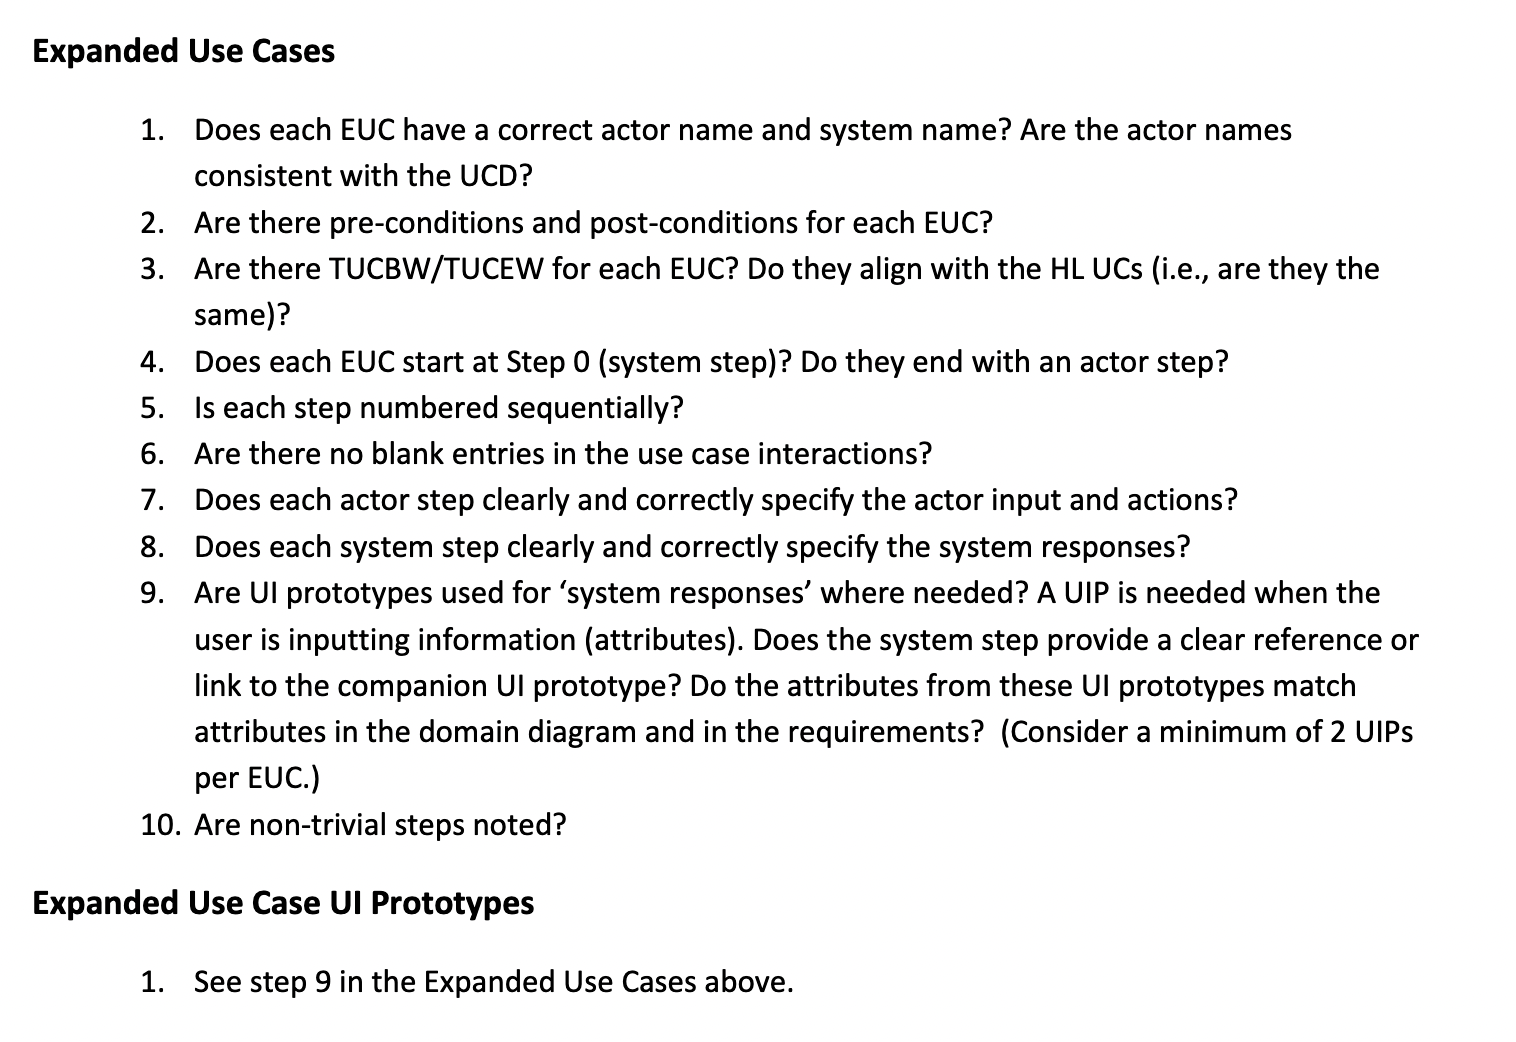 Expanded Use Cases
1. Does each EUC have a correct actor name and system name? Are the actor names
consistent with the UCD?
2. Are there pre-conditions and post-conditions for each EUC?
3. Are there TUCBW/TUCEW for each EUC? Do they align with the HL UCs (i.e., are they the
same)?
4. Does each EUC start at Step 0 (system step)? Do they end with an actor step?
5. Is each step numbered sequentially?
6. Are there no blank entries in the use case interactions?
7. Does each actor step clearly and correctly specify the actor input and actions?
8. Does each system step clearly and correctly specify the system responses?
9. Are UI prototypes used for ‘system responses’ where needed? A UIP is needed when the
user is inputting information (attributes). Does the system step provide a clear reference or
link to the companion UI prototype? Do the attributes from these UI prototypes match
attributes in the domain diagram and in the requirements?  (Consider a minimum of 2 UIPs
per EUC.)
10. Are non-trivial steps noted?
Expanded Use Case UI Prototypes
1. See step 9 in the Expanded Use Cases above.